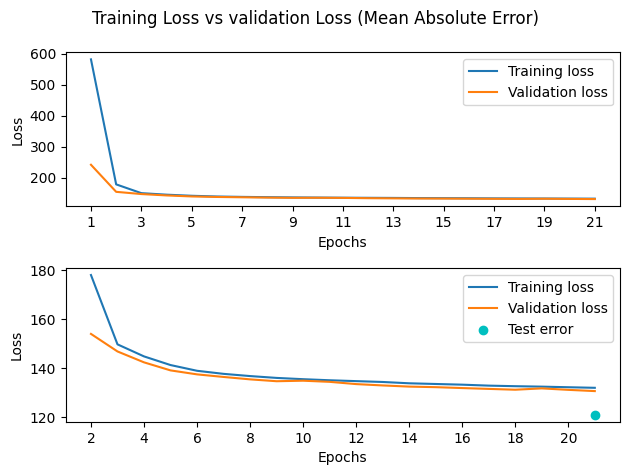 Training Loss vs validation Loss (Mean Absolute Error)
600
500
400
300
200
Loss
Training loss
Validation loss
1 3 5 7 9 11 13 15 17 19 21
Epochs
180
160
140
120
Loss
Training loss
Validation loss
Test error
2 4 6 8 10 12 14 16 18 20
Epochs